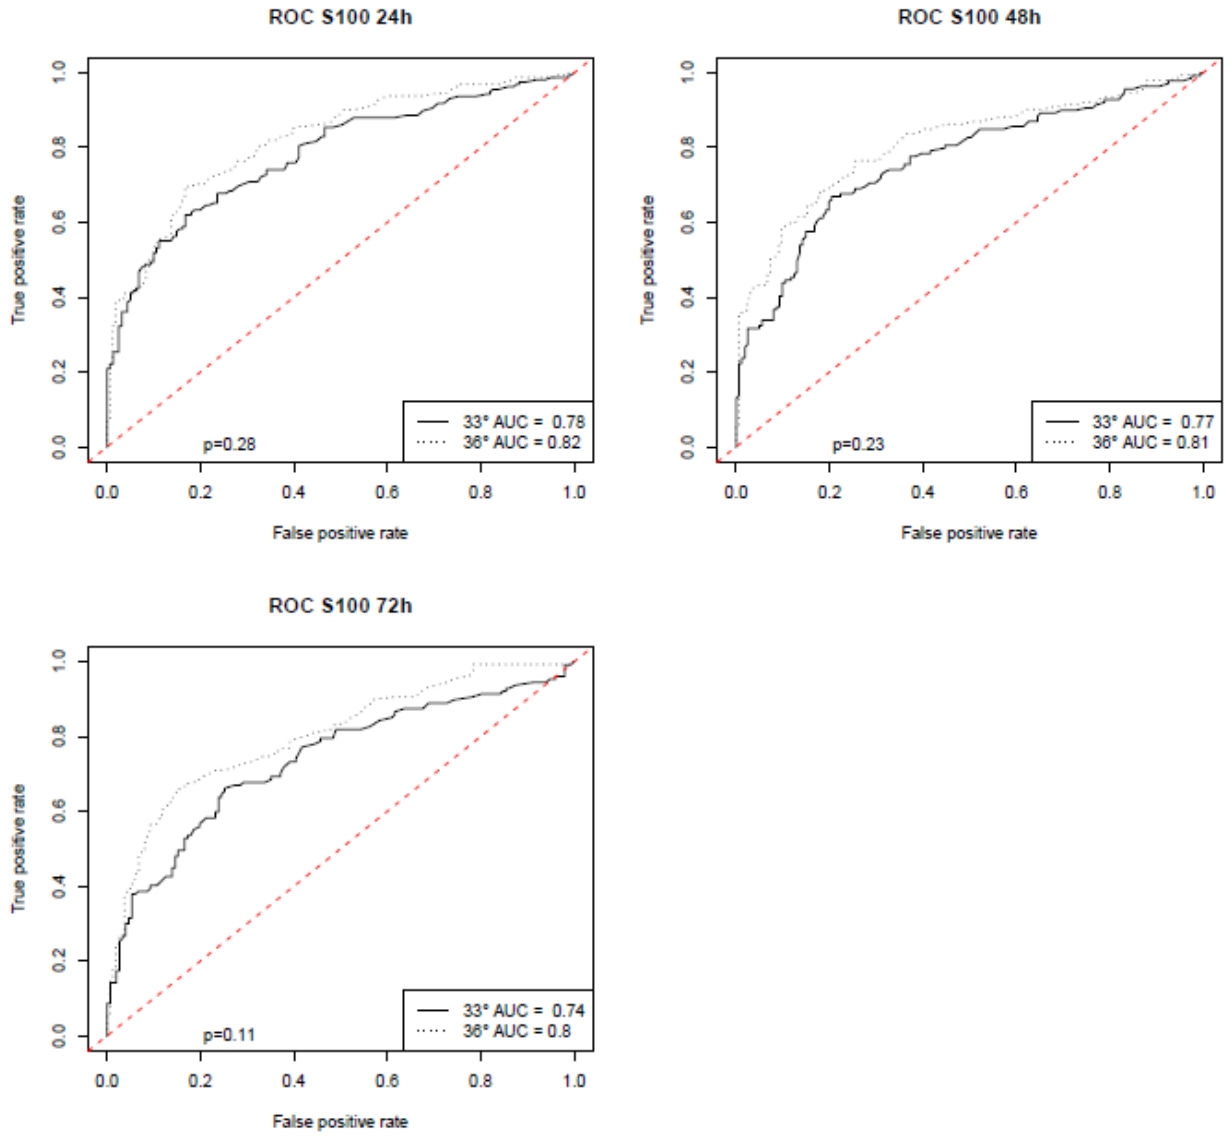 ROC S100 24h
True positive rate
1.0
0.8
0.6
0.4
0.2
0.0
p=0.28
33° AUC = 0.78
36° AUC = 0.82
0.0 0.2 0.4 0.6 0.8 1.0
False positive rate
ROC S100 48h
True positive rate
1.0
0.8
0.6
0.4
0.2
0.0
p=0.23
33° AUC = 0.77
36° AUC = 0.81
0.0 0.2 0.4 0.6 0.8 1.0
False positive rate
ROC S100 72h
True positive rate
1.0
0.8
0.6
0.4
0.2
0.0
p=0.11
33° AUC = 0.74
36° AUC = 0.8
0.0 0.2 0.4 0.6 0.8 1.0
False positive rate